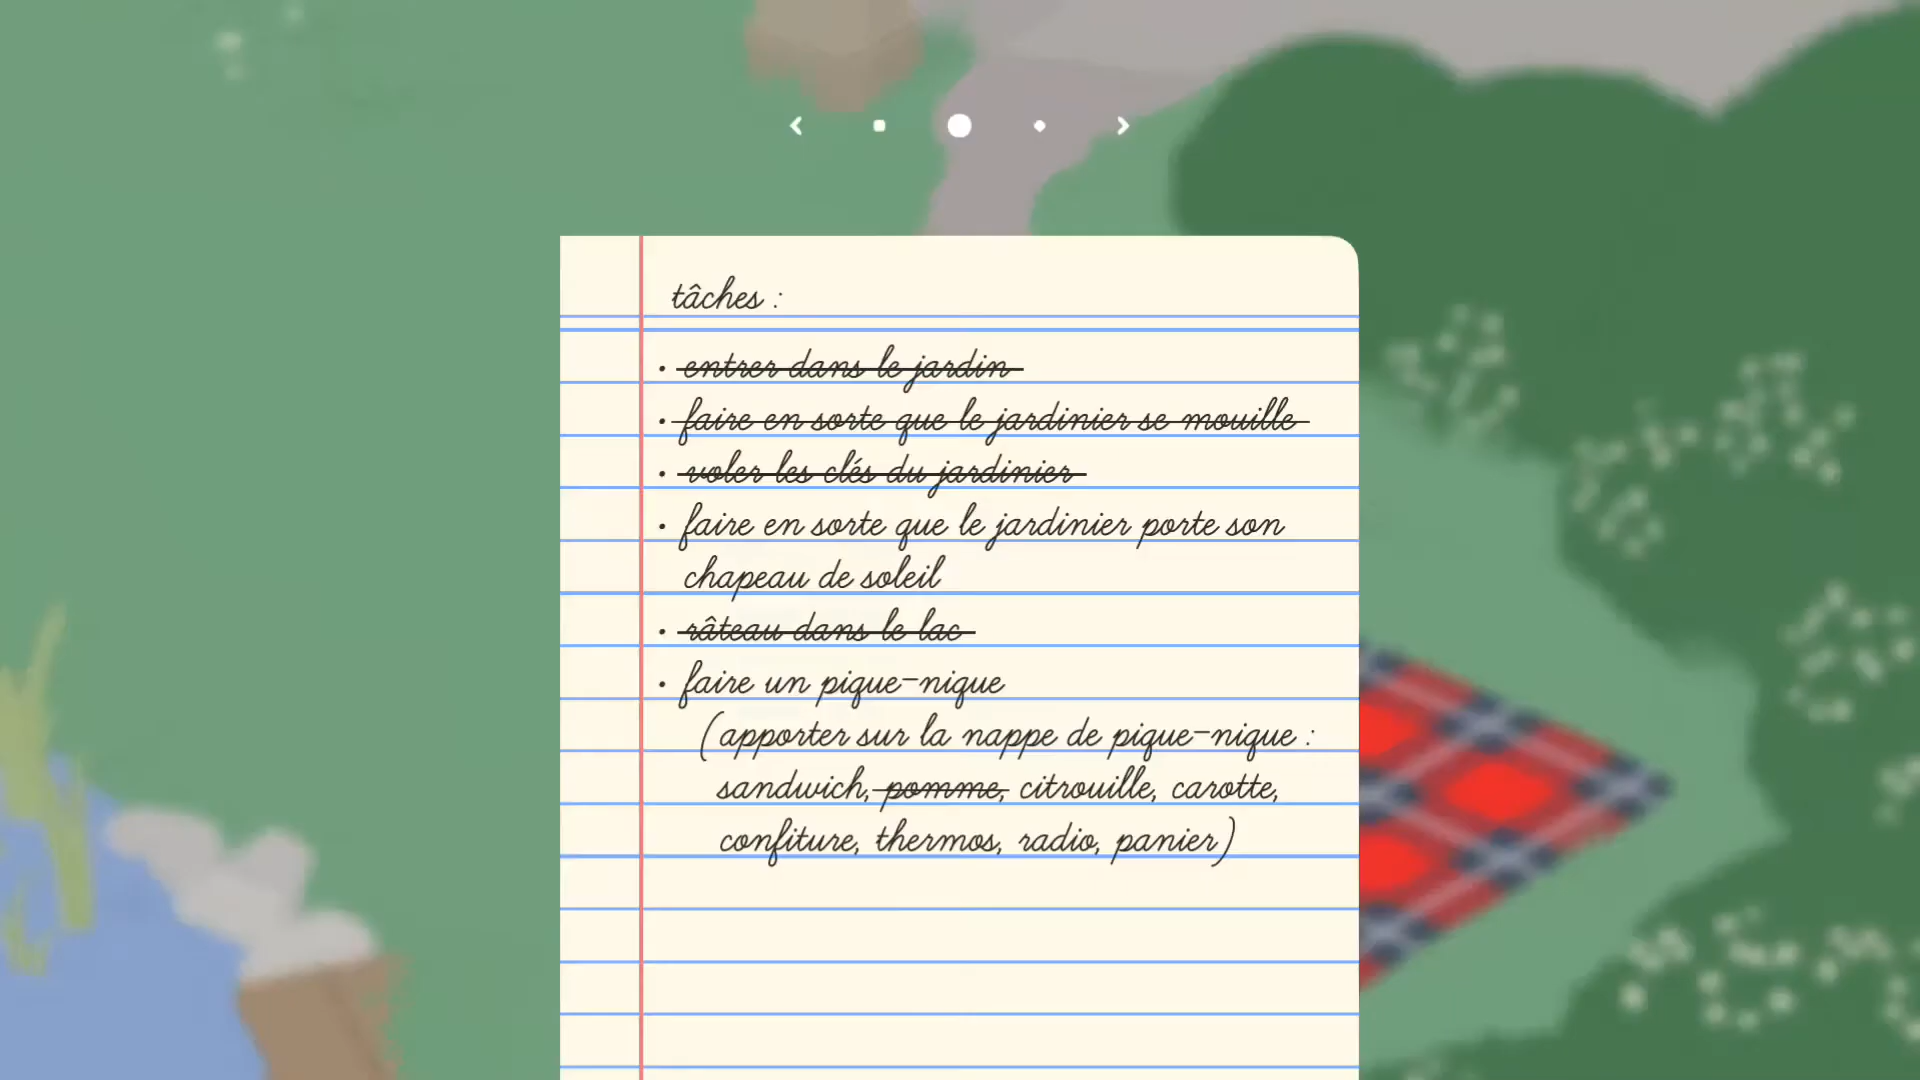 tâches :
• entrer dans le jardin
• faire en sorte que le jardinier se mouille
• voler les clés du jardinier
• faire en sorte que le jardinier porte son
chapeau de soleil
• râteau dans le lac
• faire un pique-nique
(apporter sur la nappe de pique-nique :
sandwich, pomme, citrouille, carotte,
confiture, thermos, radio, panier)